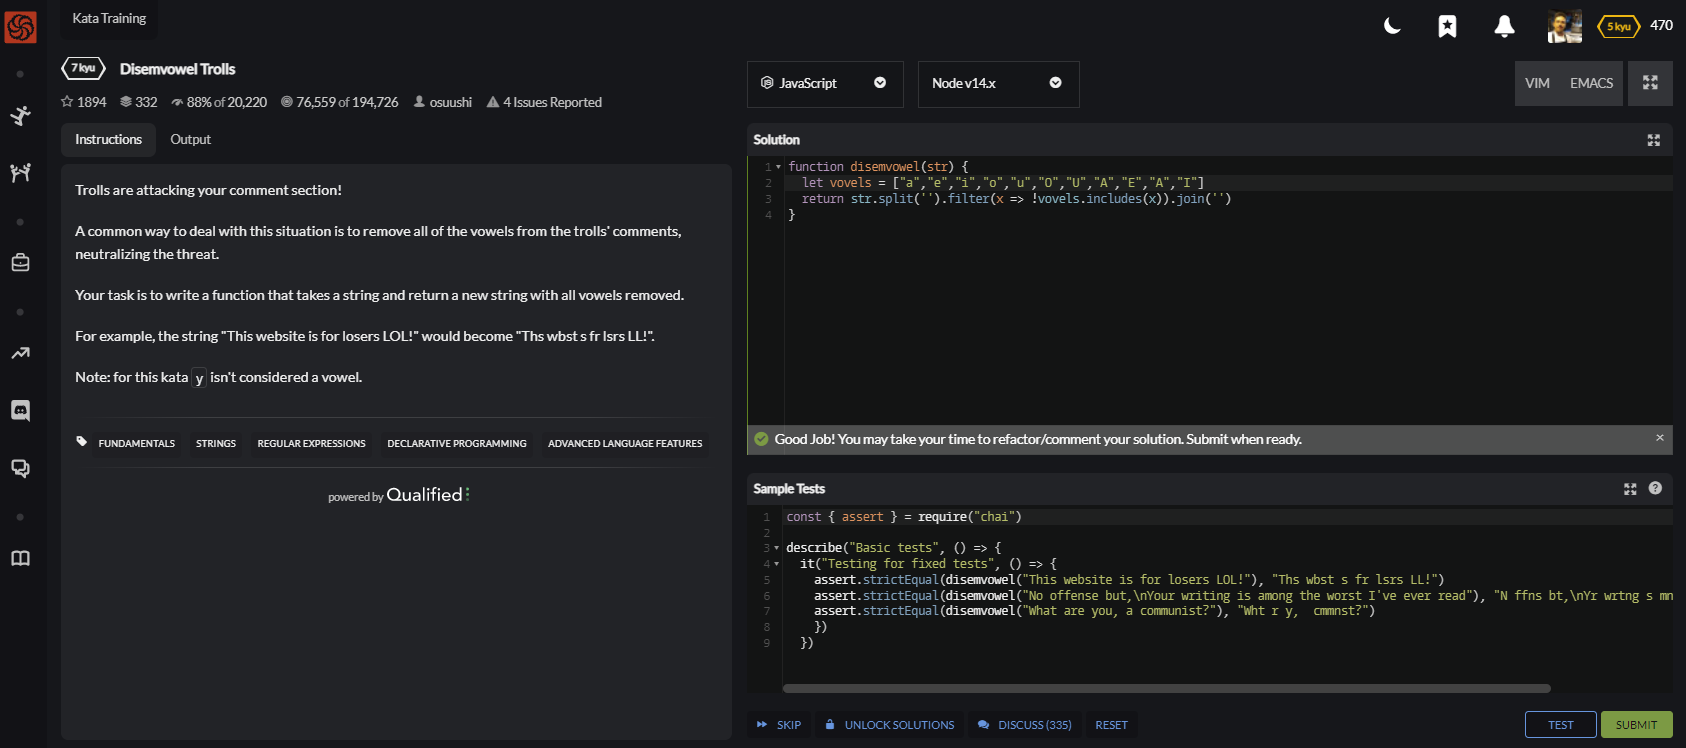 Kata Training
5 kyu 470
7 kyu Disemvowel Trolls
1894 332 88% of 20,220 76,559 of 194,726 osuushi 4 Issues Reported
Instructions Output
Trolls are attacking your comment section!
A common way to deal with this situation is to remove all of the vowels from the trolls' comments,
neutralizing the threat.
Your task is to write a function that takes a string and return a new string with all vowels removed.
For example, the string "This website is for losers LOL!" would become "Ths wbst s fr lsrs LL!".
Note: for this kata y isn't considered a vowel.
FUNDAMENTALS STRINGS REGULAR EXPRESSIONS DECLARATIVE PROGRAMMING ADVANCED LANGUAGE FEATURES
powered by Qualified
JavaScript Node v14.x VIM EMACS
Solution
1 function disemvowel(str) {
2 let vovels = ["a","e","i","o","u","O","U","A","E","A","I"]
3 return str.split('').filter(x => !vovels.includes(x)).join('')
4 }
Good Job! You may take your time to refactor/comment your solution. Submit when ready. ×
Sample Tests ?
1 const { assert } = require("chai")
2
3 describe("Basic tests", () => {
4 it("Testing for fixed tests", () => {
5 assert.strictEqual(disemvowel("This website is for losers LOL!"), "Ths wbst s fr lsrs LL!")
6 assert.strictEqual(disemvowel("No offense but,\nYour writing is among the worst I've ever read"), "N ffns bt,\nYr wrtng s mn
7 assert.strictEqual(disemvowel("What are you, a communist?"), "Wht r y,  cmmnst?")
8 })
9 })
SKIP UNLOCK SOLUTIONS DISCUSS (335) RESET TEST SUBMIT